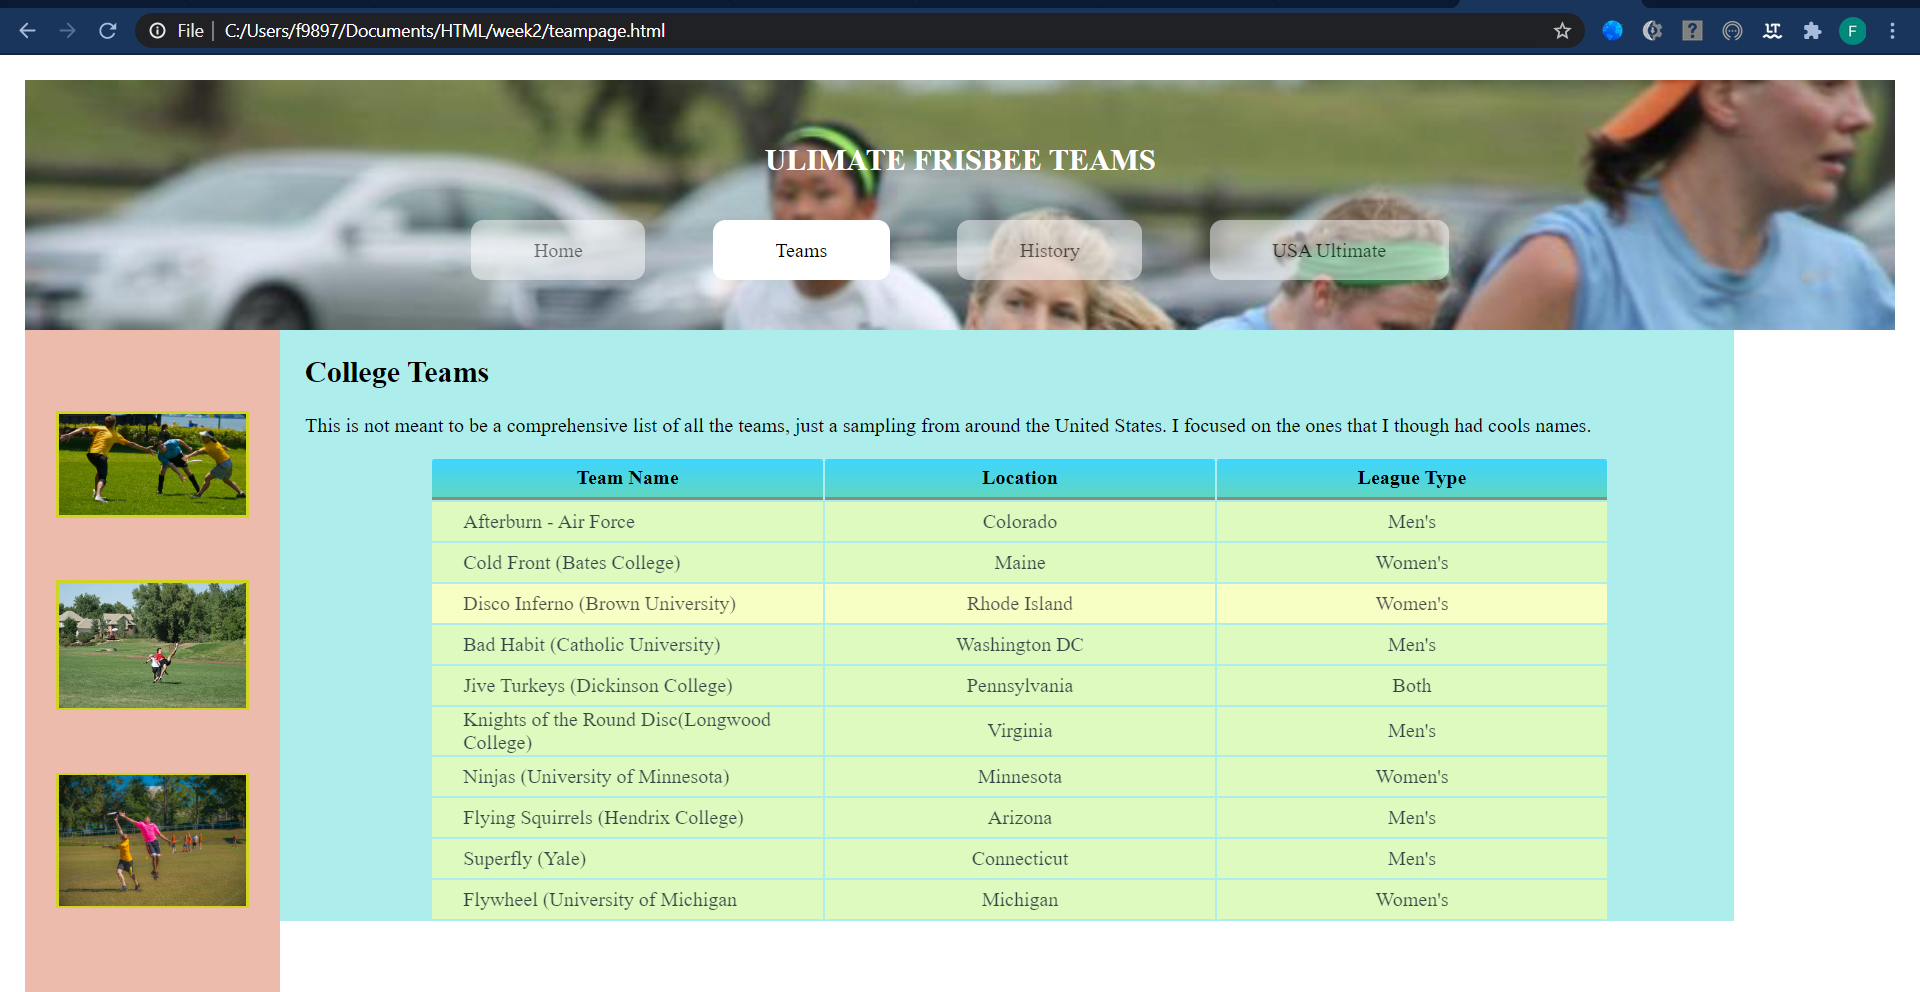 File | C:/Users/f9897/Documents/HTML/week2/teampage.html
F
ULIMATE FRISBEE TEAMS
Home Teams History USA Ultimate
College Teams
This is not meant to be a comprehensive list of all the teams, just a sampling from around the United States. I focused on the ones that I though had cools names.
Team Name Location League Type
Afterburn - Air Force Colorado Men's
Cold Front (Bates College) Maine Women's
Disco Inferno (Brown University) Rhode Island Women's
Bad Habit (Catholic University) Washington DC Men's
Jive Turkeys (Dickinson College) Pennsylvania Both
Knights of the Round Disc(Longwood
College) Virginia Men's
Ninjas (University of Minnesota) Minnesota Women's
Flying Squirrels (Hendrix College) Arizona Men's
Superfly (Yale) Connecticut Men's
Flywheel (University of Michigan Michigan Women's